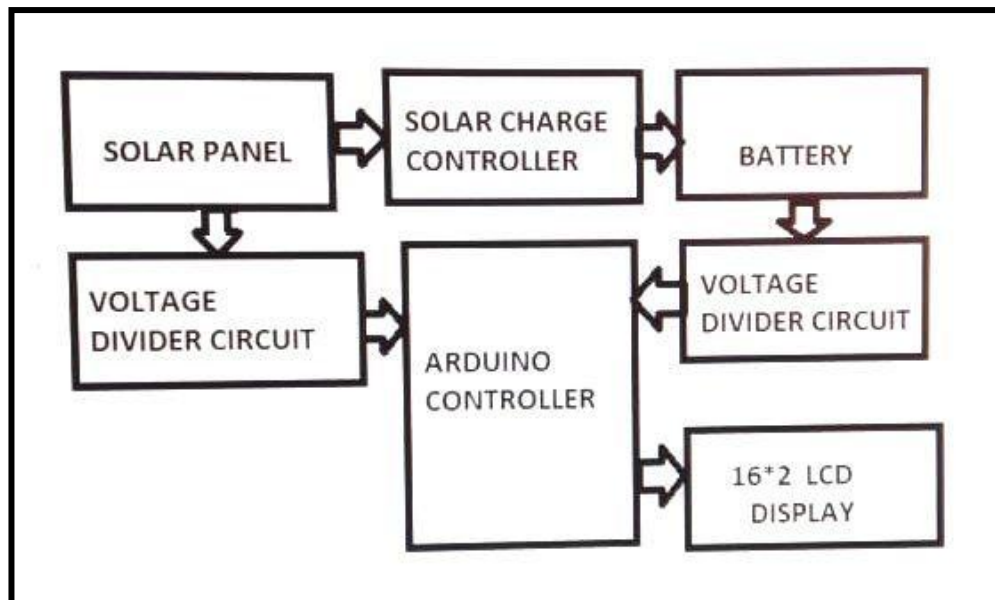 SOLAR PANEL
SOLAR CHARGE
CONTROLLER
BATTERY
VOLTAGE
DIVIDER CIRCUIT
ARDUINO
CONTROLLER
VOLTAGE
DIVIDER CIRCUIT
16*2 LCD
DISPLAY